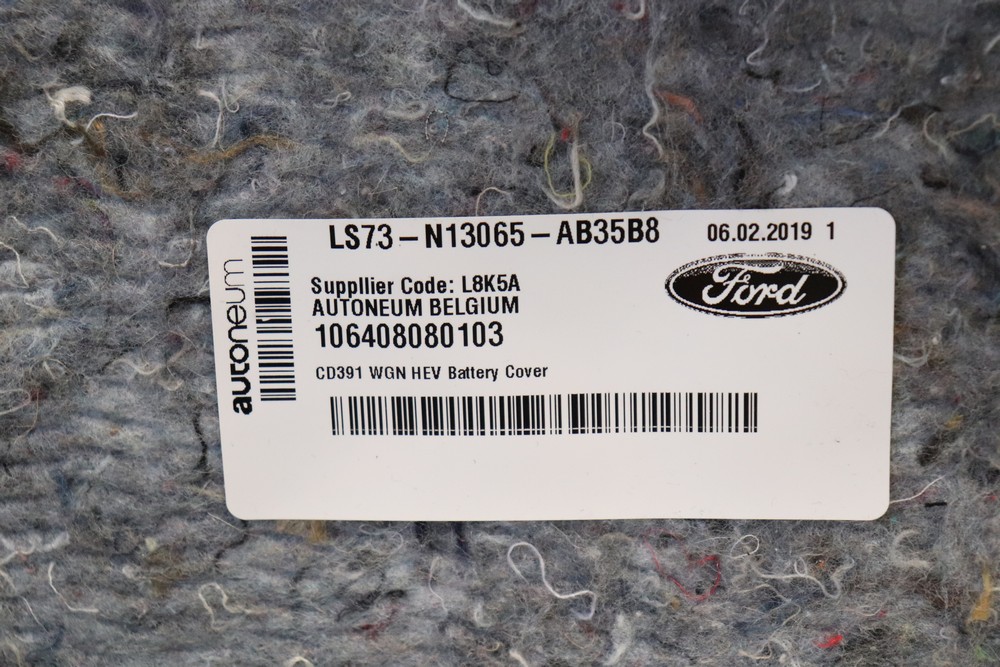 LS73-N13065-AB35B8 06.02.2019 1
Ford
autoneum
Suppllier Code: L8K5A
AUTONEUM BELGIUM
106408080103
CD391 WGN HEV Battery Cover